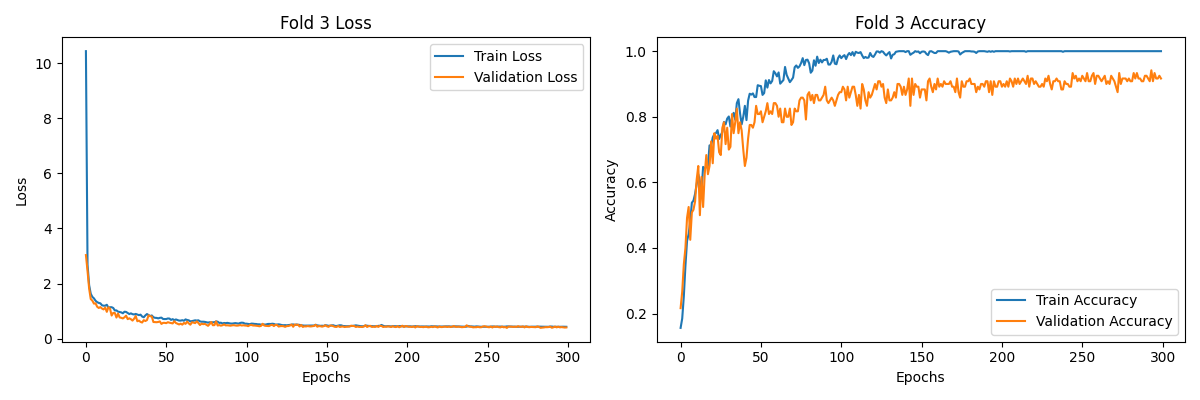 Fold 3 Loss
Loss
10
8
6
4
2
0
Train Loss
Validation Loss
0 50 100 150 200 250 300
Epochs
Fold 3 Accuracy
Accuracy
1.0
0.8
0.6
0.4
0.2
Train Accuracy
Validation Accuracy
0 50 100 150 200 250 300
Epochs